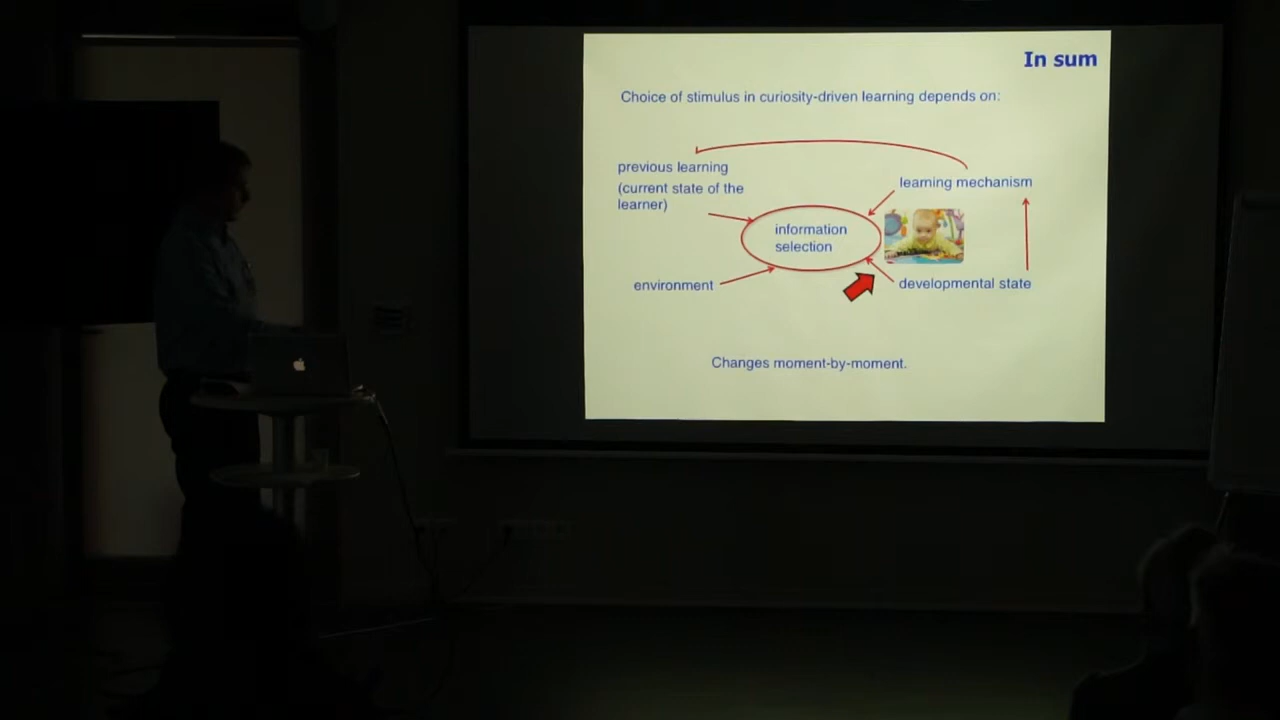 In sum
Choice of stimulus in curiosity-driven learning depends on:
previous learning
(current state of the
learner)
learning mechanism
information
selection
environment
developmental state
Changes moment-by-moment.